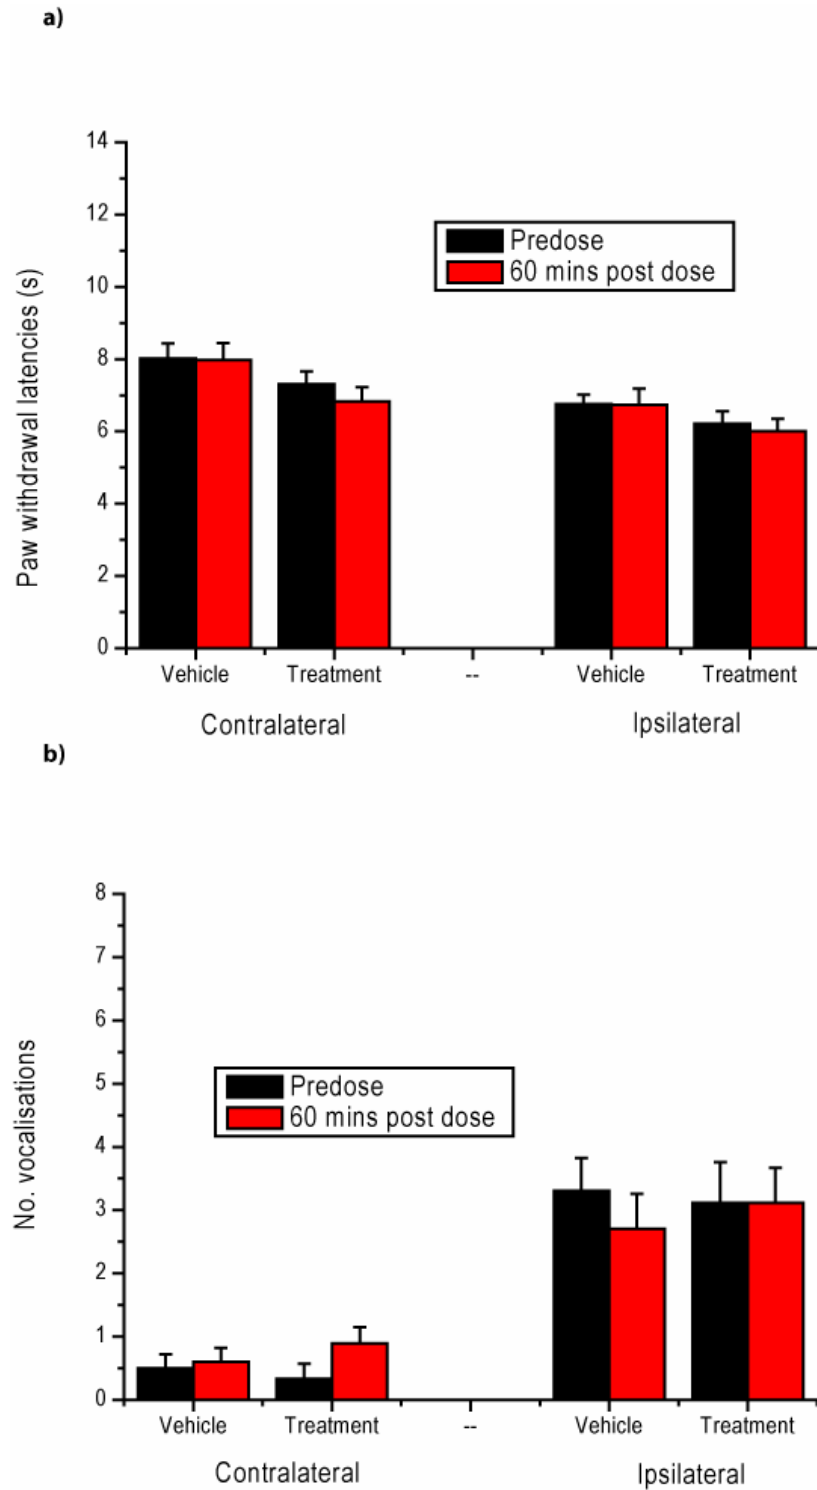 a)
14
12
10
8
6
4
2
0
Paw withdrawal latencies (s)
Predose
60 mins post dose
Vehicle Treatment -- Vehicle Treatment
Contralateral Ipsilateral
b)
8
7
6
5
4
3
2
1
0
No. vocalisations
Predose
60 mins post dose
Vehicle Treatment -- Vehicle Treatment
Contralateral Ipsilateral